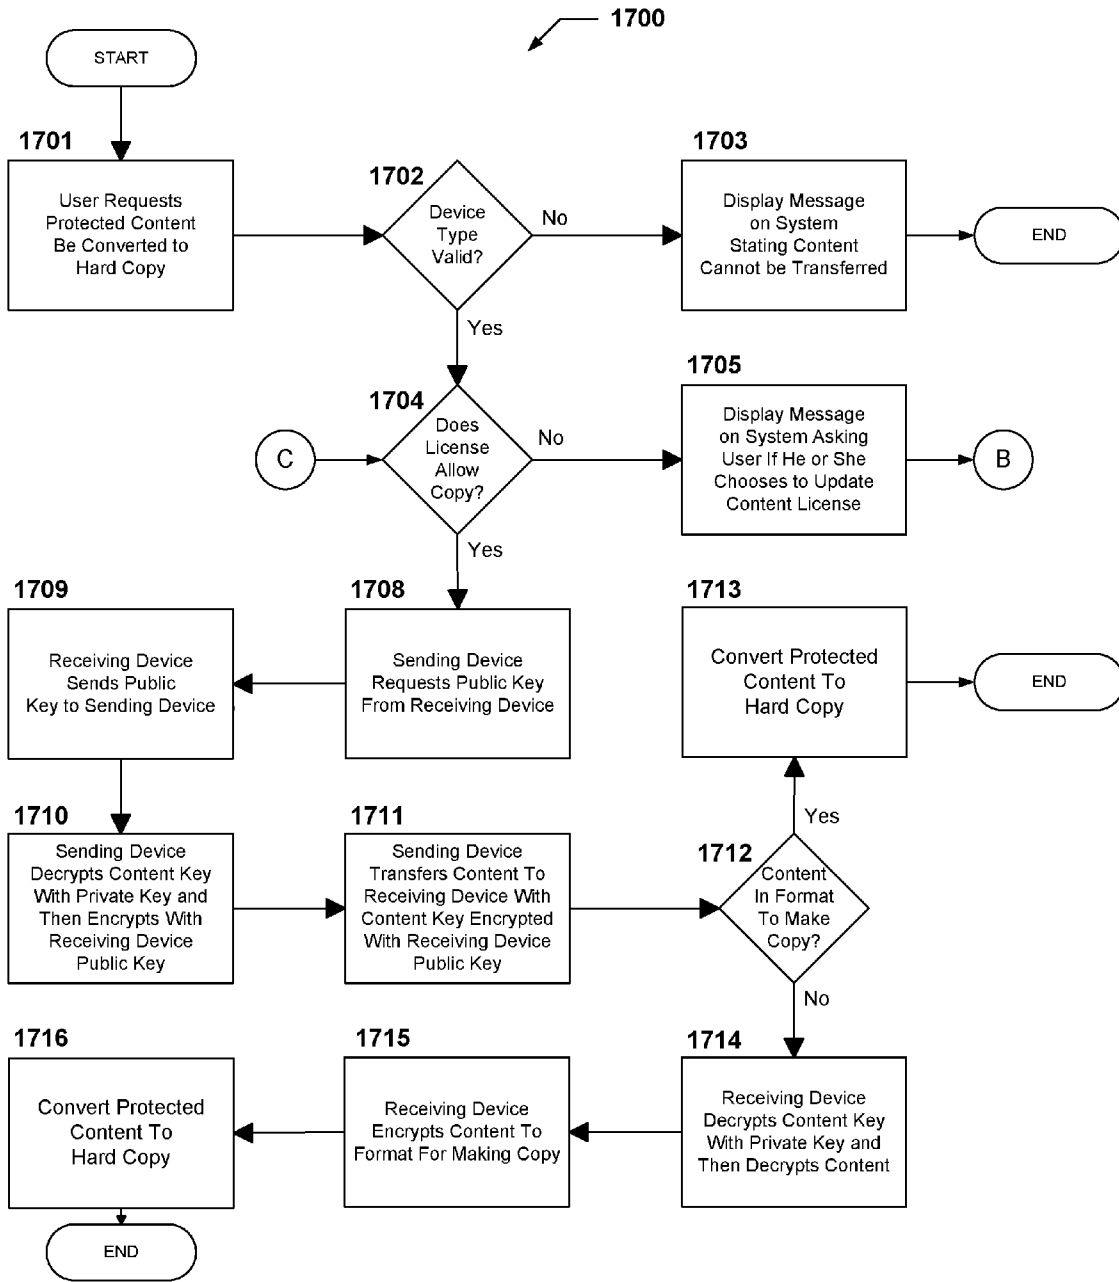 1700
START
1701
User Requests
Protected Content
Be Converted to
Hard Copy
1702
Device
Type
Valid?
No
Yes
1703
Display Message
on System
Stating Content
Cannot be Transferred
END
C
1704
Does
License
Allow
Copy?
No
Yes
1705
Display Message
on System Asking
User If He or She
Chooses to Update
Content License
B
1709
Receiving Device
Sends Public
Key to Sending Device
1708
Sending Device
Requests Public Key
From Receiving Device
1713
Convert Protected
Content To
Hard Copy
END
1710
Sending Device
Decrypts Content Key
With Private Key and
Then Encrypts With
Receiving Device
Public Key
1711
Sending Device
Transfers Content To
Receiving Device With
Content Key Encrypted
With Receiving Device
Public Key
Yes
1712
Content
In Format
To Make
Copy?
No
1716
Convert Protected
Content To
Hard Copy
1715
Receiving Device
Encrypts Content To
Format For Making Copy
1714
Receiving Device
Decrypts Content Key
With Private Key and
Then Decrypts Content
END